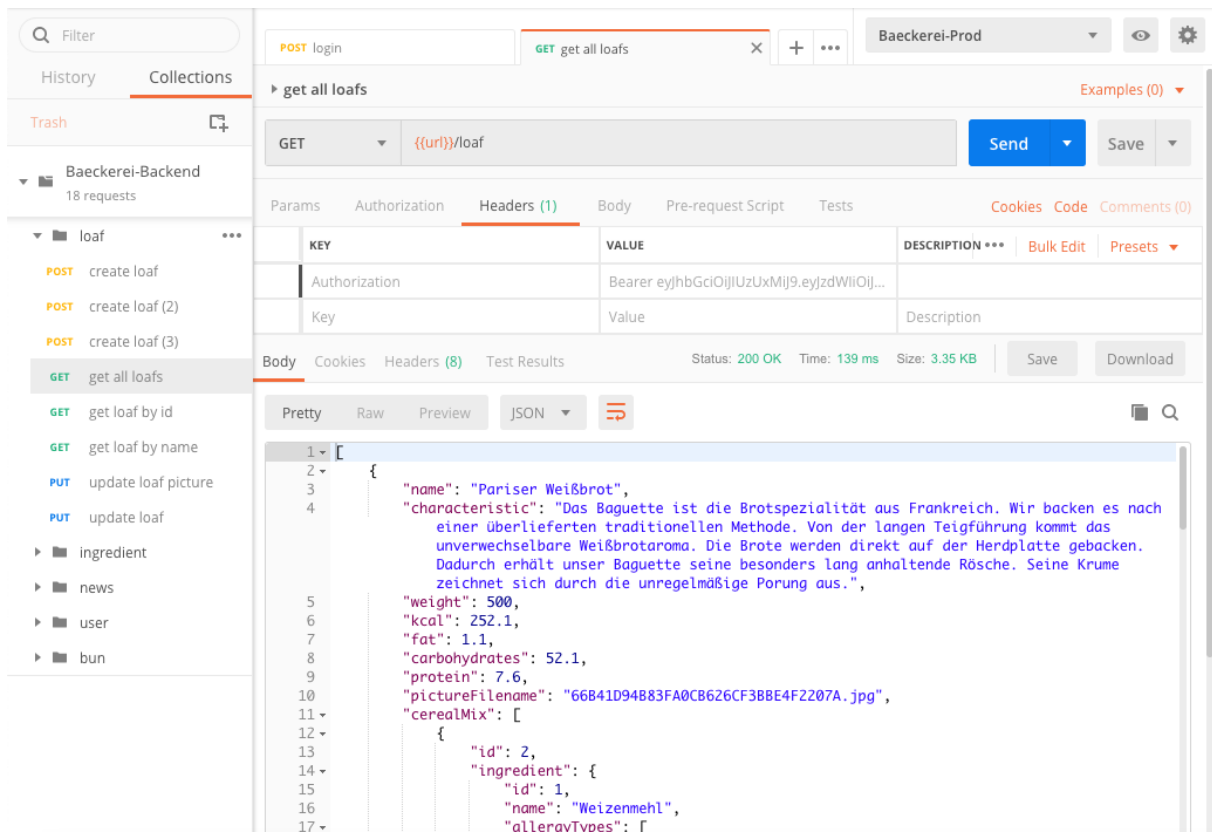 Filter
History Collections
Trash
Baeckerei-Backend
18 requests
loaf
POST create loaf
POST create loaf (2)
POST create loaf (3)
GET get all loafs
GET get loaf by id
GET get loaf by name
PUT update loaf picture
PUT update loaf
ingredient
news
user
bun
POST login
GET get all loafs
Baeckerei-Prod
get all loafs
Examples (0)
GET {{url}}/loaf Send Save
Params Authorization Headers (1) Body Pre-request Script Tests Cookies Code Comments (0)
KEY VALUE DESCRIPTION Bulk Edit Presets
Authorization Bearer eyJhbGciOiJIUzUxMiJ9.eyJzdWIiOiJ...
Key Value Description
Body Cookies Headers (8) Test Results Status: 200 OK Time: 139 ms Size: 3.35 KB Save Download
Pretty Raw Preview JSON
1 [
2 {
3 "name": "Pariser Weißbrot",
4 "characteristic": "Das Baguette ist die Brotspezialität aus Frankreich. Wir backen es nach
einer überlieferten traditionellen Methode. Von der langen Teigführung kommt das
unverwechselbare Weißbrotaroma. Die Brote werden direkt auf der Herdplatte gebacken.
Dadurch erhält unser Baguette seine besonders lang anhaltende Rösche. Seine Krume
zeichnet sich durch die unregelmäßige Porung aus.",
5 "weight": 500,
6 "kcal": 252.1,
7 "fat": 1.1,
8 "carbohydrates": 52.1,
9 "protein": 7.6,
10 "pictureFilename": "66B41D94B83FA0CB626CF3BBE4F2207A.jpg",
11 "cerealMix": [
12 {
13 "id": 2,
14 "ingredient": {
15 "id": 1,
16 "name": "Weizenmehl",
17 "allergyTypes": [